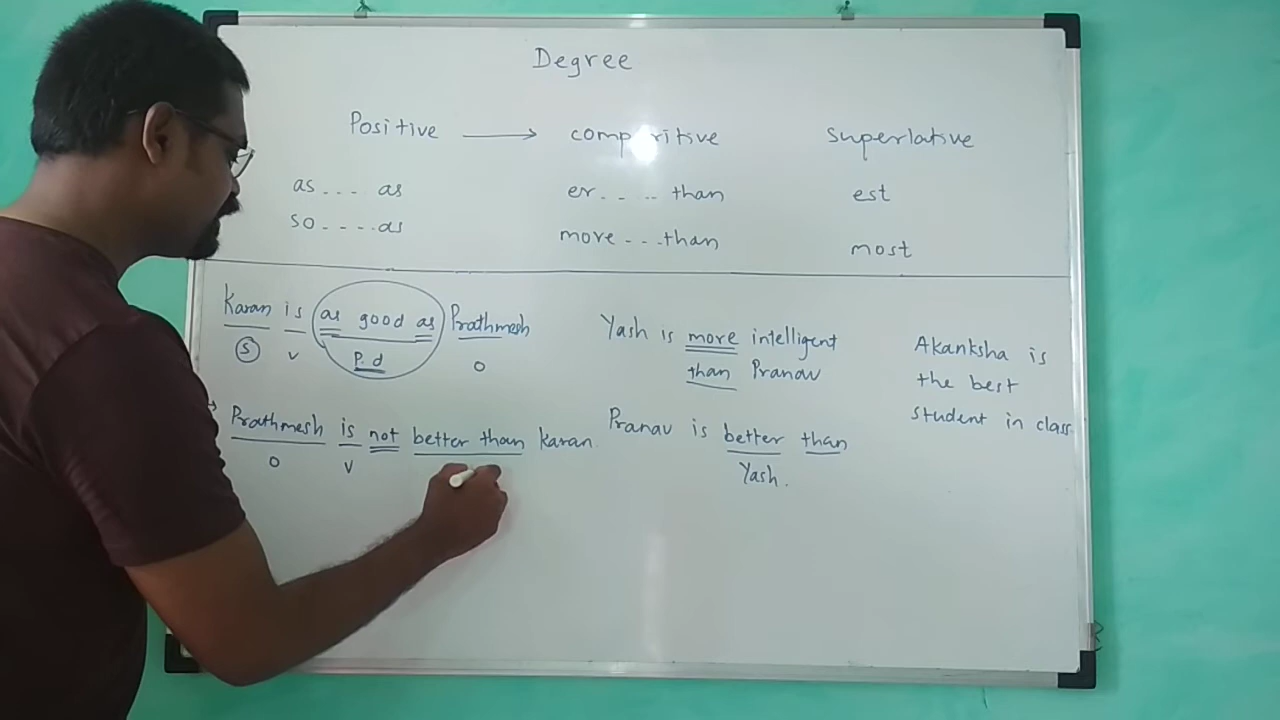 Degree
Positive → comparitive superlative
as... as er..... than est
so....as more...than most
Karan is as good as Prathmesh
S v P.d o
Prathmesh is not better than karan.
o v
Yash is more intelligent
than Pranav
Pranav is better than
Yash.
Akanksha is
the best
student in class